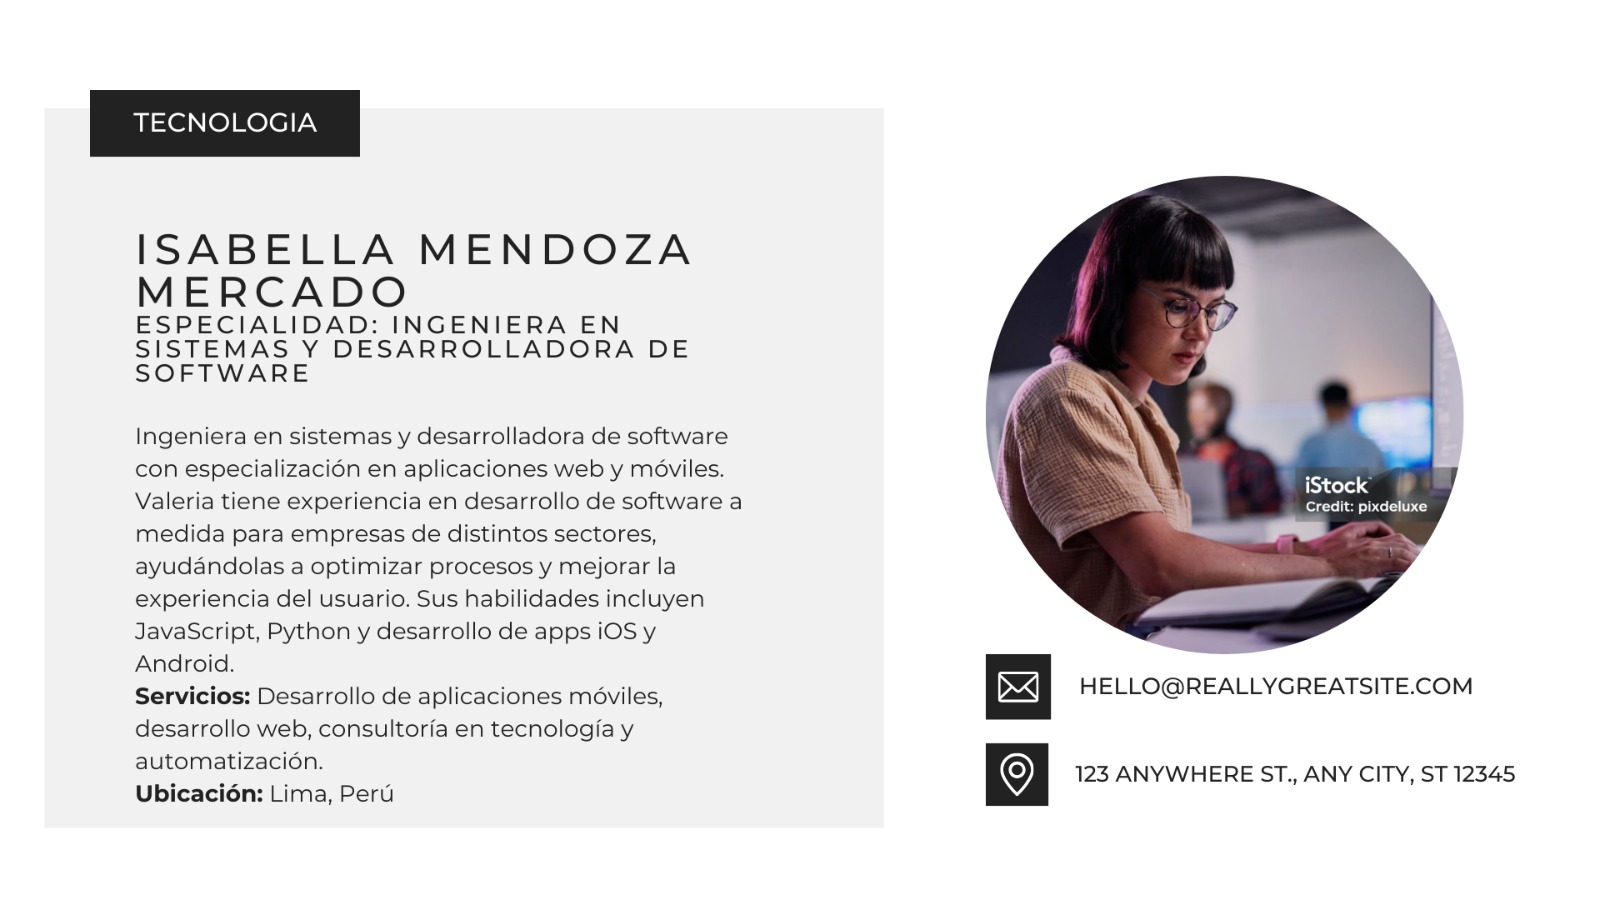 TECNOLOGIA
ISABELLA MENDOZA
MERCADO
ESPECIALIDAD: INGENIERA EN
SISTEMAS Y DESARROLLADORA DE
SOFTWARE
Ingeniera en sistemas y desarrolladora de software
con especialización en aplicaciones web y móviles.
Valeria tiene experiencia en desarrollo de software a
medida para empresas de distintos sectores,
ayudándolas a optimizar procesos y mejorar la
experiencia del usuario. Sus habilidades incluyen
JavaScript, Python y desarrollo de apps iOS y
Android.
Servicios: Desarrollo de aplicaciones móviles,
desarrollo web, consultoría en tecnología y
automatización.
Ubicación: Lima, Perú
iStock
Credit: pixdeluxe
HELLO@REALLYGREATSITE.COM
123 ANYWHERE ST., ANY CITY, ST 12345